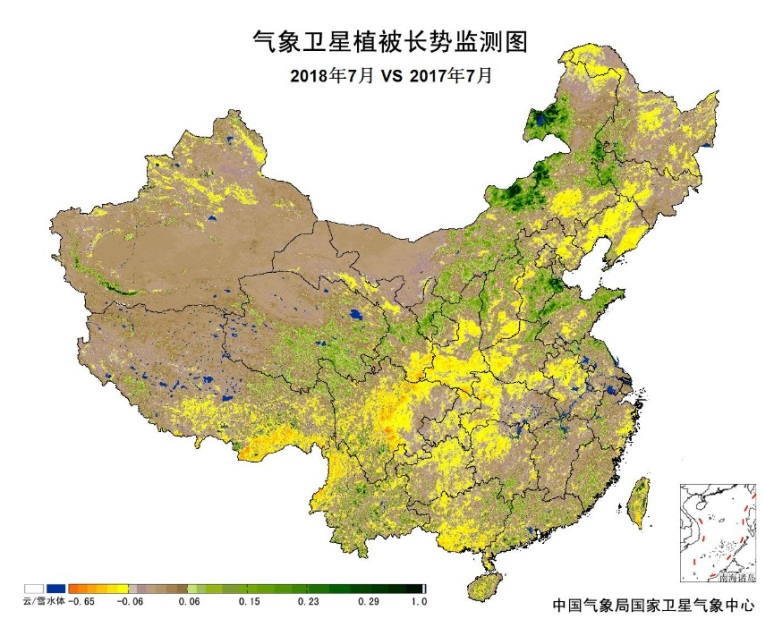 气象卫星植被长势监测图
2018年7月 VS 2017年7月
南海诸岛
云/雪水体 -0.65 -0.06 0.06 0.15 0.23 0.29 1.0
中国气象局国家卫星气象中心